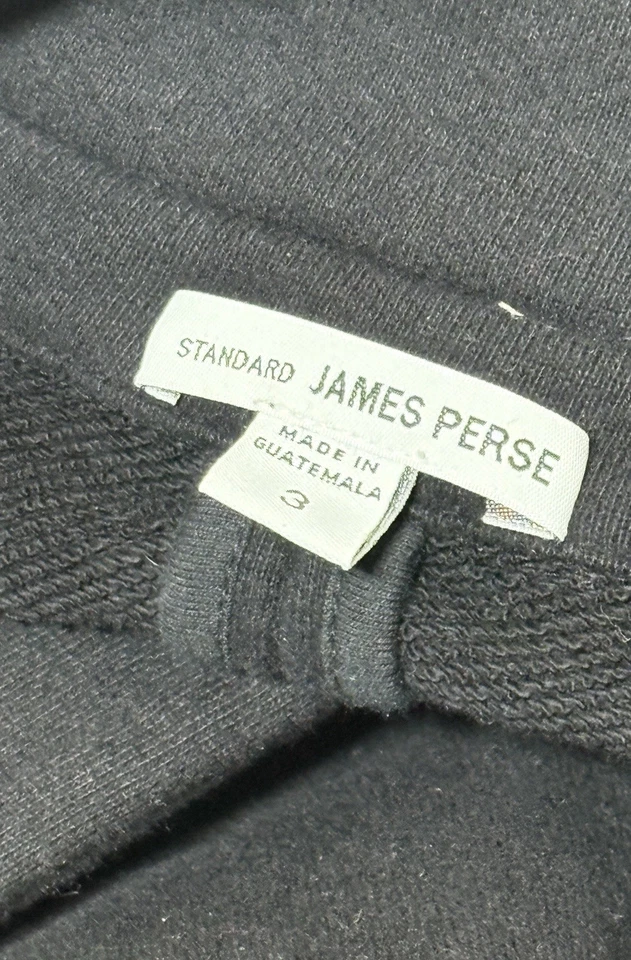 STANDARD JAMES PERSE
MADE IN
GUATEMALA
3